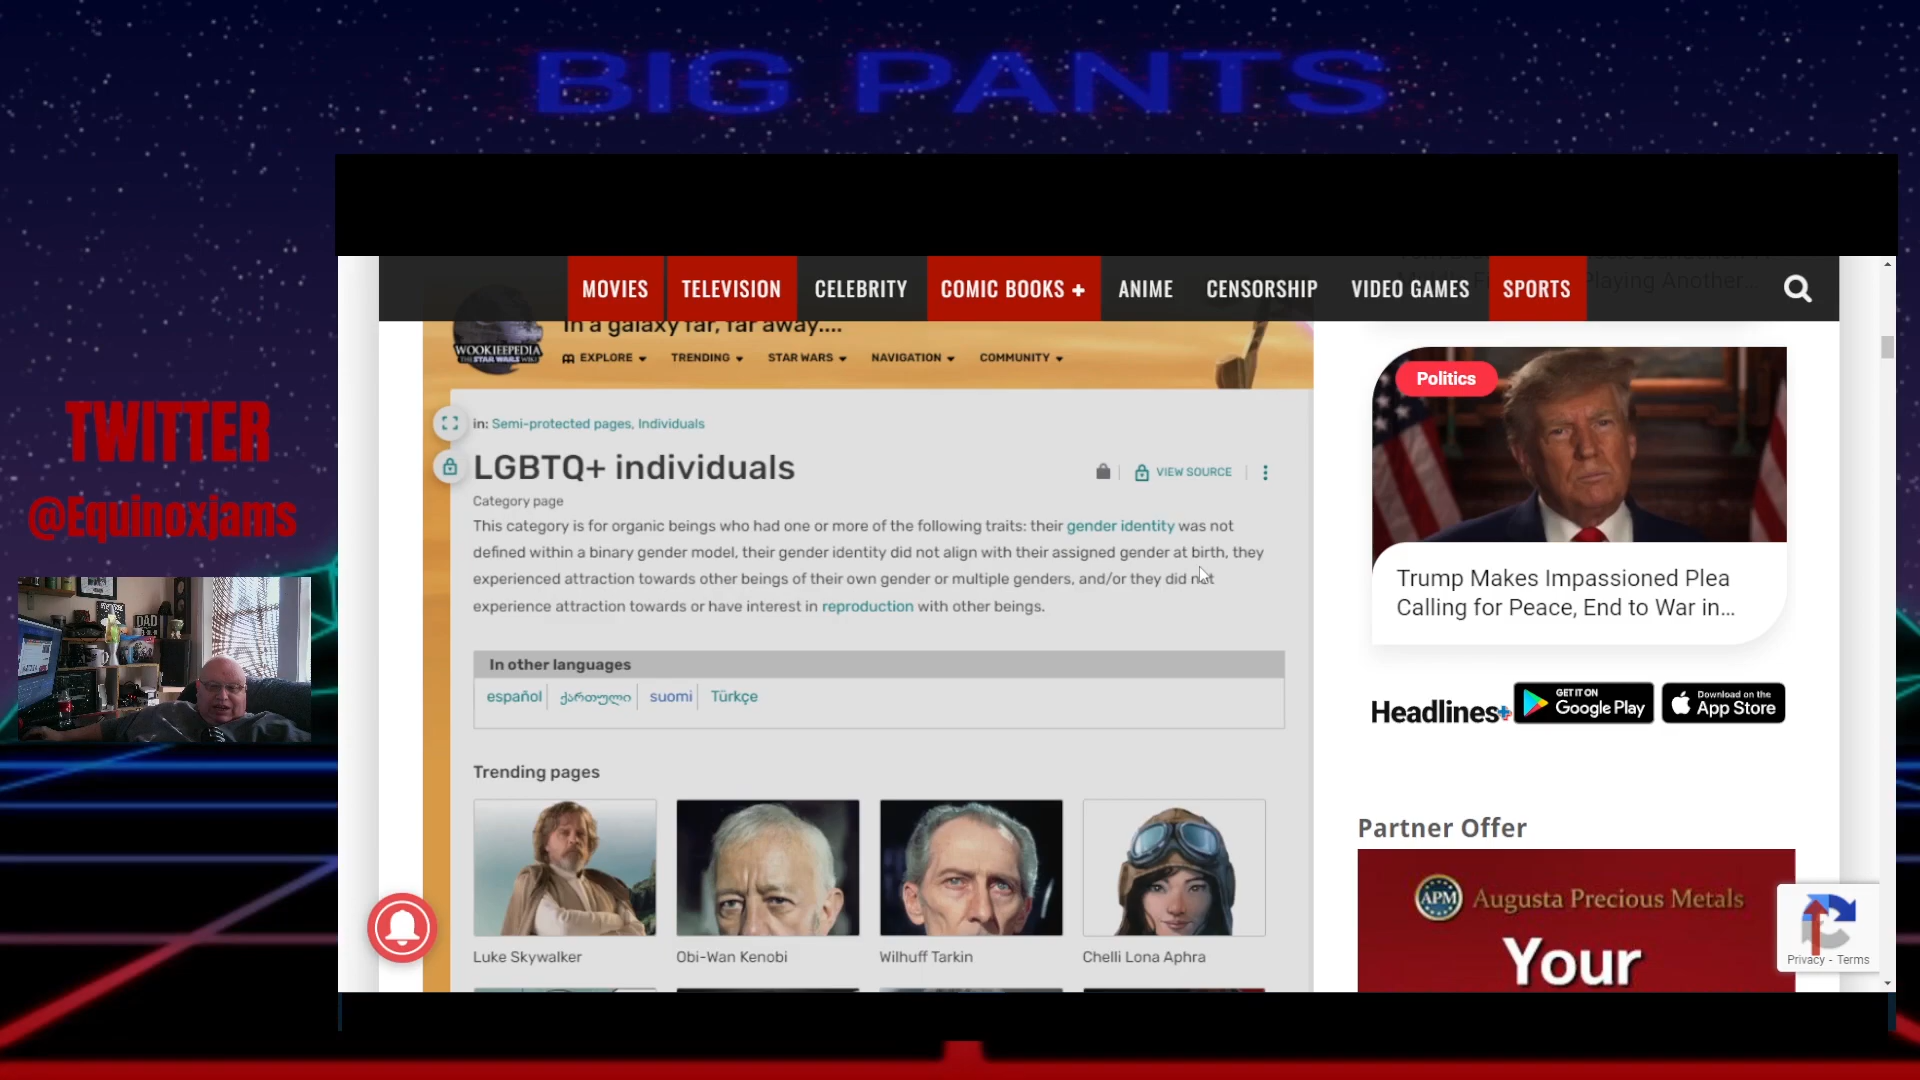 BIG PANTS
MOVIES
TELEVISION
CELEBRITY
COMIC BOOKS +
ANIME
CENSORSHIP
VIDEO GAMES
SPORTS
Playing Another...
In a galaxy far, far away....
WOOKIEEPEDIA
THE STAR WARS WIKI
EXPLORE
TRENDING
STAR WARS
NAVIGATION
COMMUNITY
in: Semi-protected pages, Individuals
LGBTQ+ individuals
VIEW SOURCE
Category page
This category is for organic beings who had one or more of the following traits: their gender identity was not
defined within a binary gender model, their gender identity did not align with their assigned gender at birth, they
experienced attraction towards other beings of their own gender or multiple genders, and/or they did not
experience attraction towards or have interest in reproduction with other beings.
In other languages
español
ქართული
suomi
Türkçe
Trending pages
Luke Skywalker
Obi-Wan Kenobi
Wilhuff Tarkin
Chelli Lona Aphra
Politics
Trump Makes Impassioned Plea
Calling for Peace, End to War in...
Headlines+
GET IT ON
Google Play
Download on the
App Store
Partner Offer
APM
Augusta Precious Metals
Your
Privacy - Terms
TWITTER
@Equinoxjams
DAD